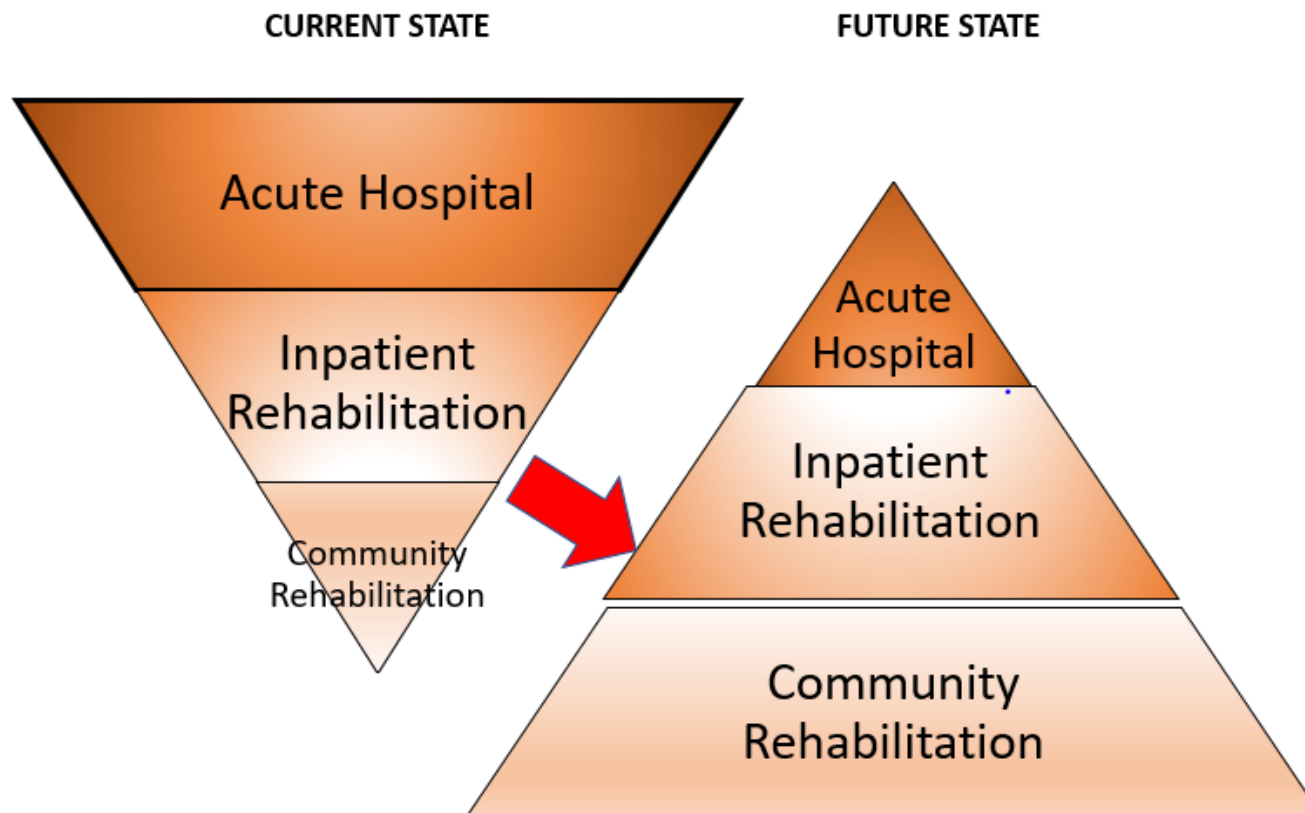 CURRENT STATE
Acute Hospital
Inpatient
Rehabilitation
Community
Rehabilitation
FUTURE STATE
Acute
Hospital
Inpatient
Rehabilitation
Community
Rehabilitation